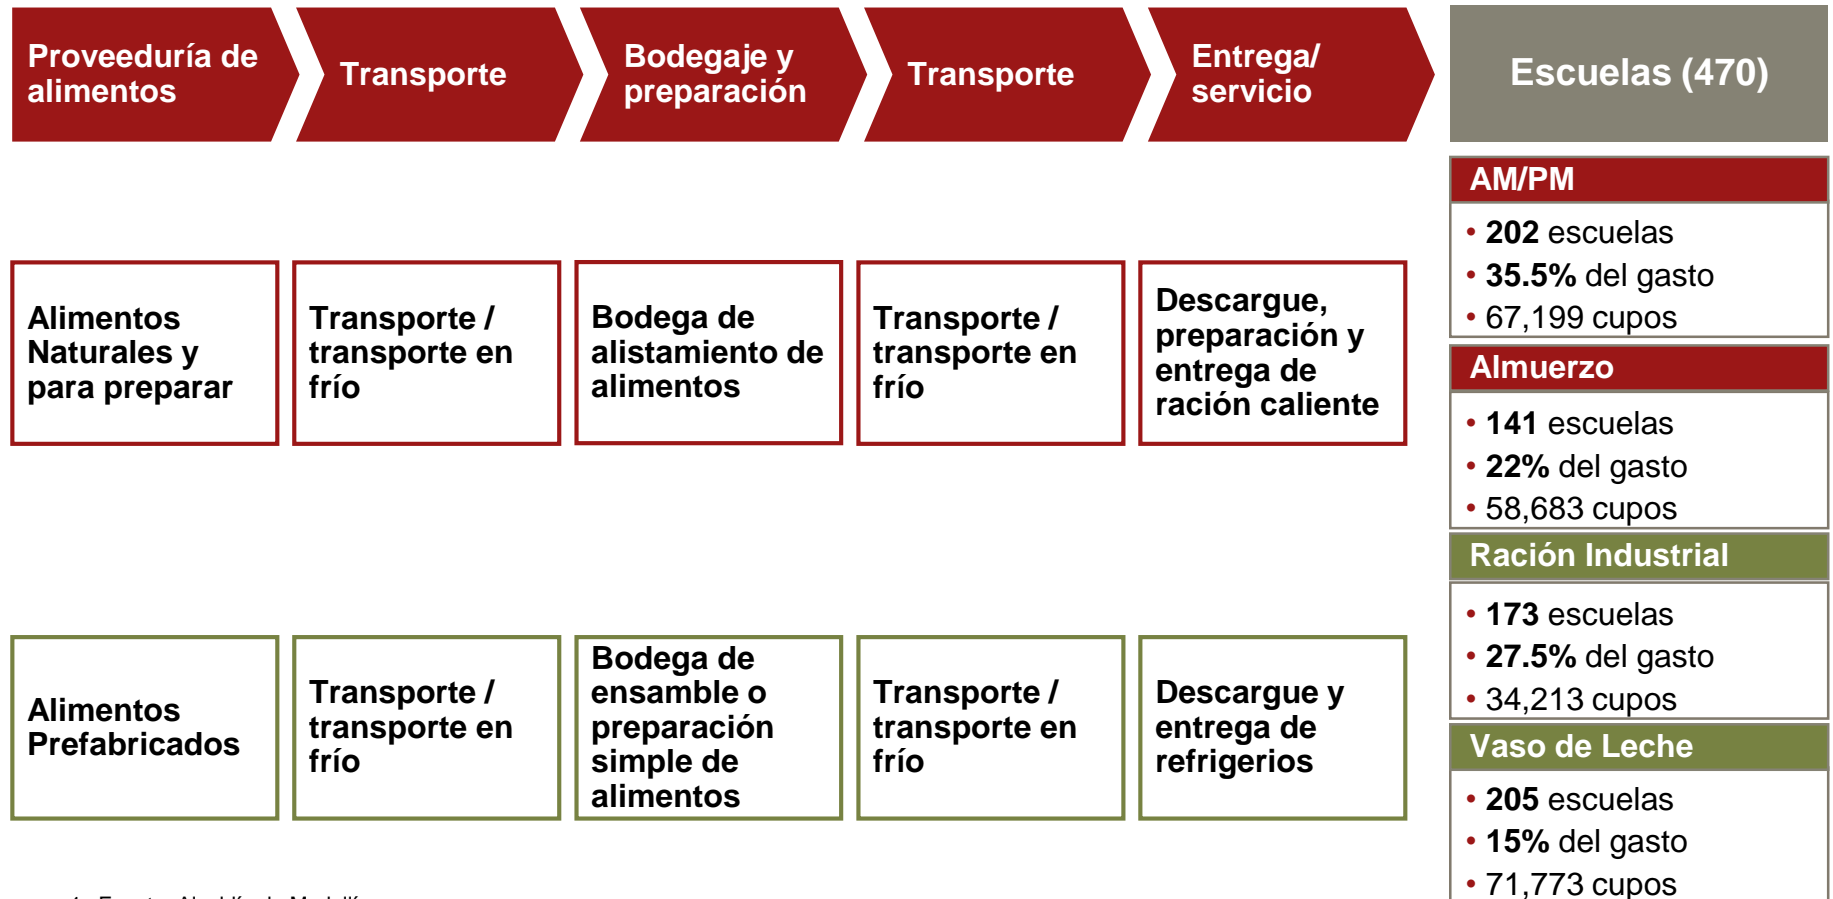 Proveeduría de
alimentos
Transporte
Bodegaje y
preparación
Transporte
Entrega/
servicio
Escuelas (470)
Alimentos
Naturales y
para preparar
Transporte /
transporte en
frío
Bodega de
alistamiento de
alimentos
Transporte /
transporte en
frío
Descargue,
preparación y
entrega de
ración caliente
Alimentos
Prefabricados
Transporte /
transporte en
frío
Bodega de
ensamble o
preparación
simple de
alimentos
Transporte /
transporte en
frío
Descargue y
entrega de
refrigerios
AM/PM
• 202 escuelas
• 35.5% del gasto
• 67,199 cupos
Almuerzo
• 141 escuelas
• 22% del gasto
• 58,683 cupos
Ración Industrial
• 173 escuelas
• 27.5% del gasto
• 34,213 cupos
Vaso de Leche
• 205 escuelas
• 15% del gasto
• 71,773 cupos